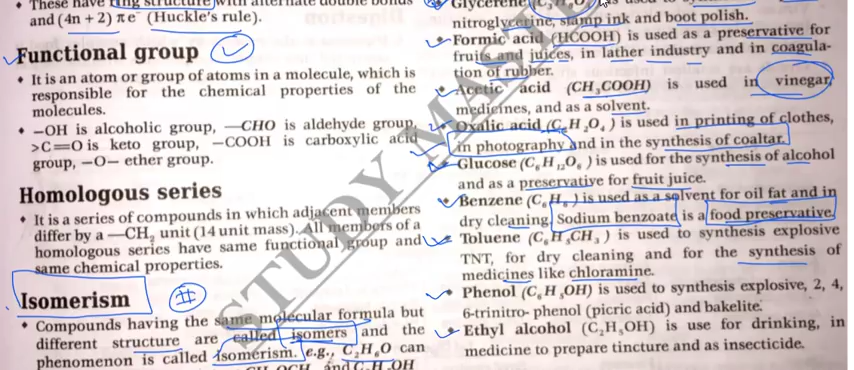 These have ring structure with alternate double bonds
and (4n + 2) π e⁻ (Huckle's rule).
Functional group
♦ It is an atom or group of atoms in a molecule, which is
responsible for the chemical properties of the
molecules.
♦ —OH is alcoholic group, —CHO is aldehyde group,
>C=O is keto group, —COOH is carboxylic acid
group, —O— ether group.
Homologous series
♦ It is a series of compounds in which adjacent members
differ by a —CH₂ unit (14 unit mass). All members of a
homologous series have same functional group and
same chemical properties.
Isomerism #
♦ Compounds having the same molecular formula but
different structure are called isomers and the
phenomenon is called isomerism. e.g., C₂H₆O can
and
nitroglycerine, stamp ink and boot polish.
♦ Formic acid (HCOOH) is used as a preservative for
fruits and juices, in lather industry and in coagula-
tion of rubber.
♦ Acetic acid (CH₃COOH) is used in vinegar,
medicines, and as a solvent.
♦ Oxalic acid (C₆H₂O₄) is used in printing of clothes,
in photography and in the synthesis of coaltar.
♦ Glucose (C₆H₁₂O₆) is used for the synthesis of alcohol
and as a preservative for fruit juice.
♦ Benzene (C₆H₆) is used as a solvent for oil fat and in
dry cleaning. Sodium benzoate is a food preservative.
♦ Toluene (C₆H₅CH₃) is used to synthesis explosive
TNT, for dry cleaning and for the synthesis of
medicines like chloramine.
♦ Phenol (C₆H₅OH) is used to synthesis explosive, 2, 4,
6-trinitro- phenol (picric acid) and bakelite.
♦ Ethyl alcohol (C₂H₅OH) is use for drinking, in
medicine to prepare tincture and as insecticide.
STUDY MAST